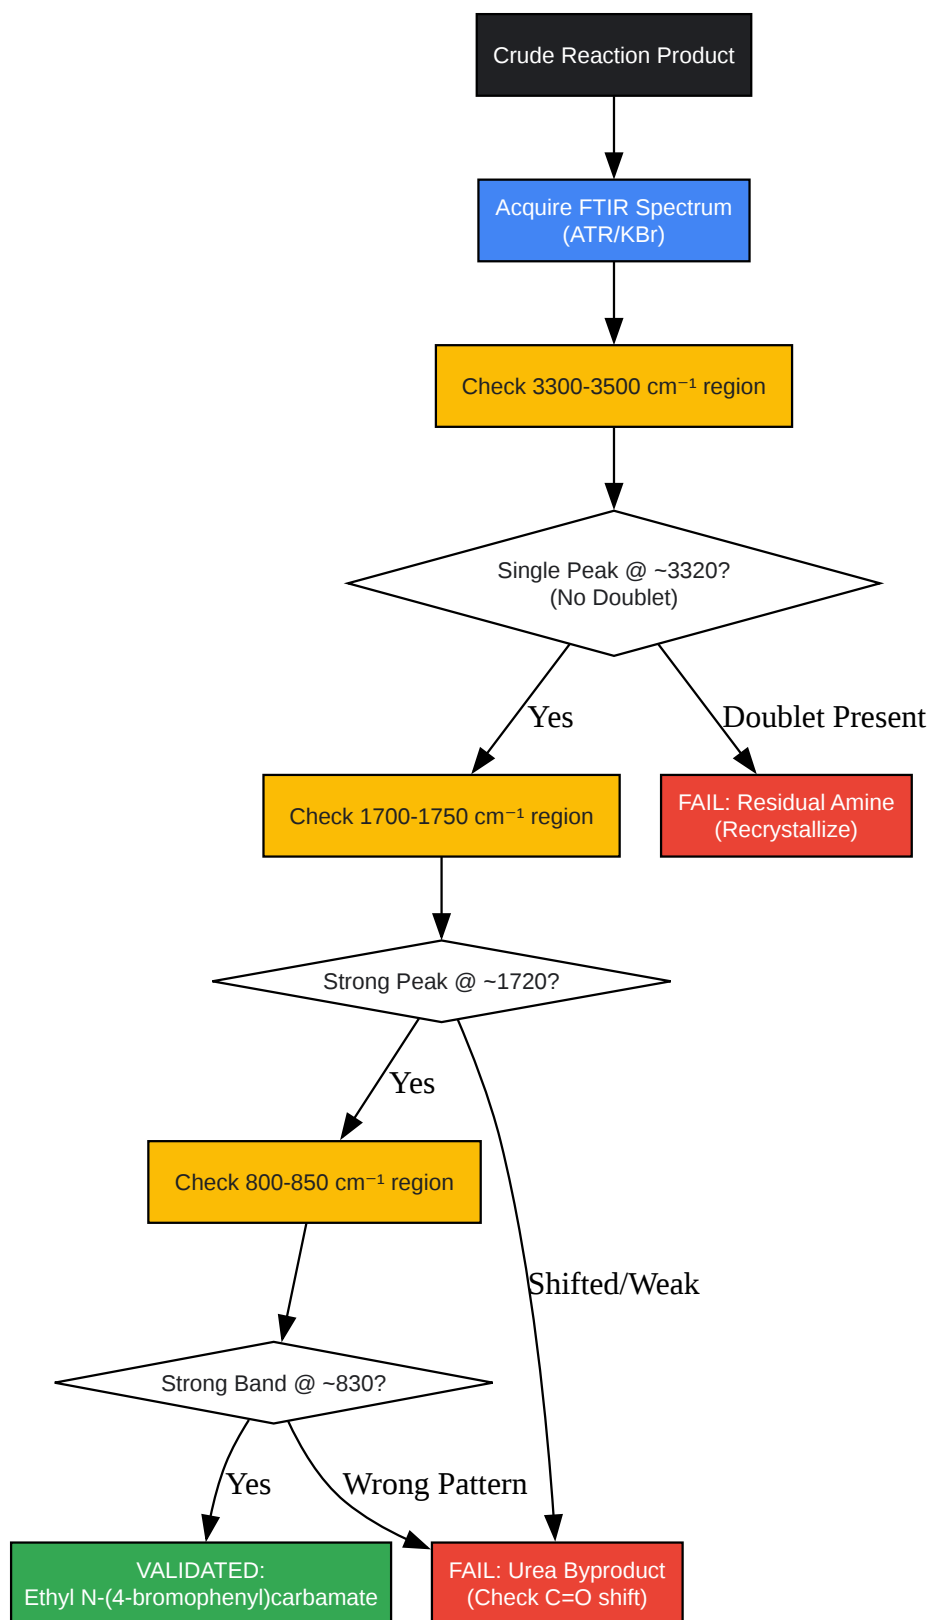 Crude Reaction Product
Acquire FTIR Spectrum
(ATR/KBr)
Check 3300-3500 cm⁻¹ region
Single Peak @ ~3320?
(No Doublet)
Yes
Doublet Present
Check 1700-1750 cm⁻¹ region
FAIL: Residual Amine
(Recrystallize)
Strong Peak @ ~1720?
Yes
Check 800-850 cm⁻¹ region
Shifted/Weak
Strong Band @ ~830?
Yes
Wrong Pattern
VALIDATED:
Ethyl N-(4-bromophenyl)carbamate
FAIL: Urea Byproduct
(Check C=O shift)